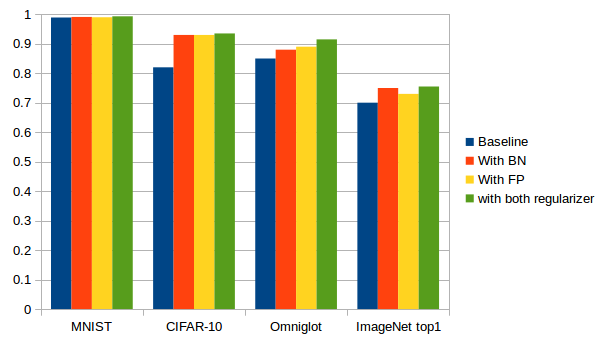 1
0.9
0.8
0.7
0.6
0.5
0.4
0.3
0.2
0.1
0
MNIST CIFAR-10 Omniglot ImageNet top1
Baseline
With BN
With FP
with both regularizer